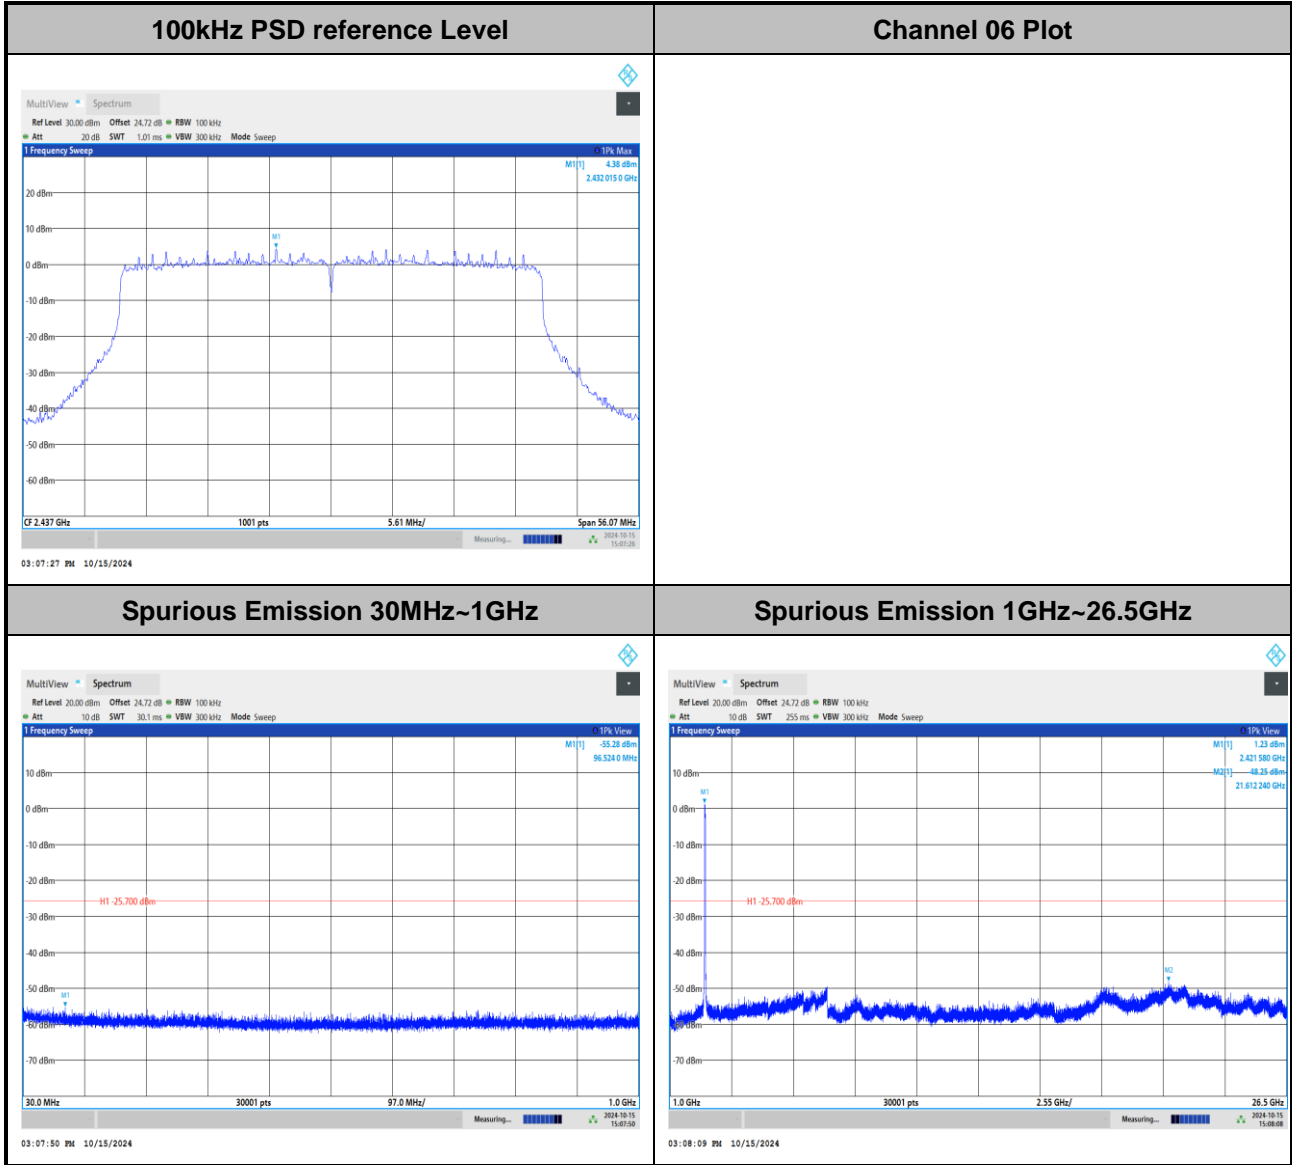 100kHz PSD reference Level
Channel 06 Plot
MultiView Spectrum
Ref Level 30.00 dBm Offset 24.72 dB RBW 100 kHz
Att 20 dB SWT 1.01 ms VBW 300 kHz Mode Sweep
1 Frequency Sweep 1Pk Max
M1[1] 4.38 dBm
2.432 015 0 GHz
20 dBm
10 dBm
M1
0 dBm
-10 dBm
-20 dBm
-30 dBm
-40 dBm
-50 dBm
-60 dBm
CF 2.437 GHz 1001 pts 5.61 MHz/ Span 56.07 MHz
Measuring... 2024-10-15
15:07:26
03:07:27 PM 10/15/2024
Spurious Emission 30MHz~1GHz
Spurious Emission 1GHz~26.5GHz
MultiView Spectrum
Ref Level 20.00 dBm Offset 24.72 dB RBW 100 kHz
Att 10 dB SWT 30.1 ms VBW 300 kHz Mode Sweep
1 Frequency Sweep 1Pk View
M1[1] -55.28 dBm
96.524 0 MHz
10 dBm
0 dBm
-10 dBm
-20 dBm
H1 -25.700 dBm
-30 dBm
-40 dBm
-50 dBm
M1
-60 dBm
-70 dBm
30.0 MHz 30001 pts 97.0 MHz/ 1.0 GHz
Measuring... 2024-10-15
15:07:50
03:07:50 PM 10/15/2024
MultiView Spectrum
Ref Level 20.00 dBm Offset 24.72 dB RBW 100 kHz
Att 10 dB SWT 255 ms VBW 300 kHz Mode Sweep
1 Frequency Sweep 1Pk View
M1[1] 1.23 dBm
2.421 580 GHz
M2[1] -48.25 dBm
21.612 240 GHz
10 dBm
M1
0 dBm
-10 dBm
-20 dBm
H1 -25.700 dBm
-30 dBm
-40 dBm
M2
-50 dBm
-60 dBm
-70 dBm
1.0 GHz 30001 pts 2.55 GHz/ 26.5 GHz
Measuring... 2024-10-15
15:08:08
03:08:09 PM 10/15/2024